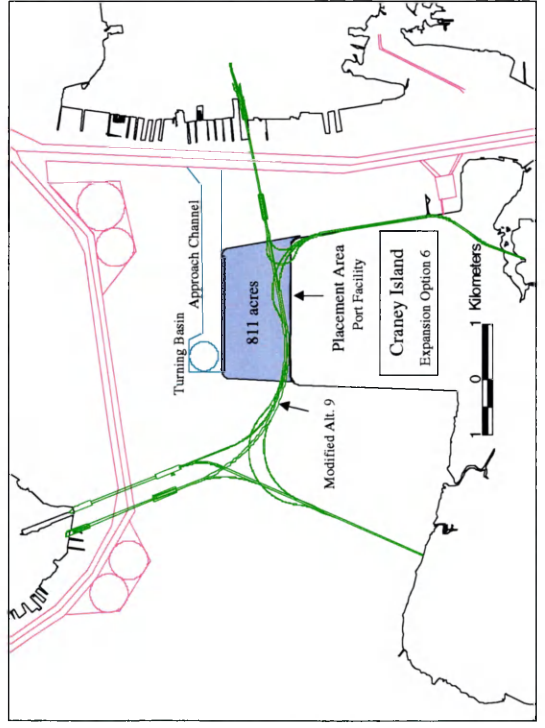 Turning Basin
Approach Channel
811 acres
Placement Area
Port Facility
Modified Alt. 9
Craney Island
Expansion Option 6
1 0 1
Kilometers